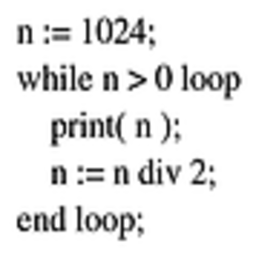 n := 1024;
while n > 0 loop
print( n );
n := n div 2;
end loop;